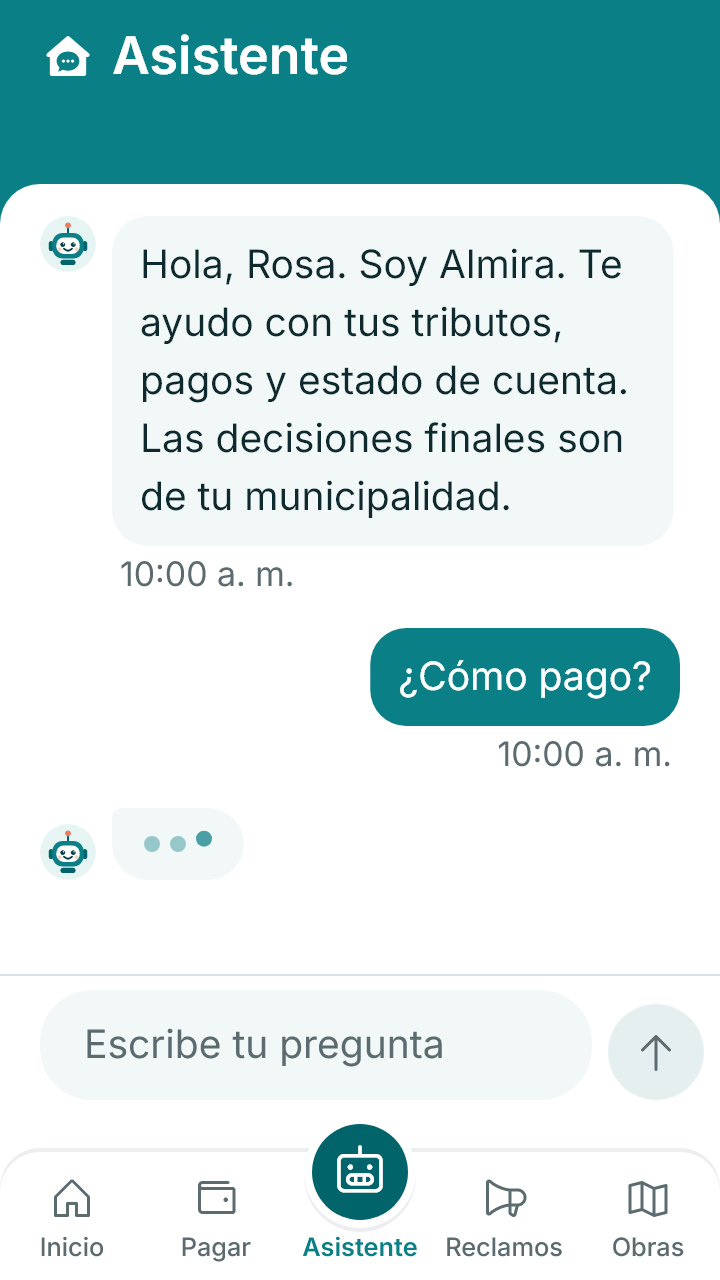 Asistente
Hola, Rosa. Soy Almira. Te
ayudo con tus tributos,
pagos y estado de cuenta.
Las decisiones finales son
de tu municipalidad.
10:00 a. m.
¿Cómo pago?
10:00 a. m.
Escribe tu pregunta
Inicio
Pagar
Asistente
Reclamos
Obras